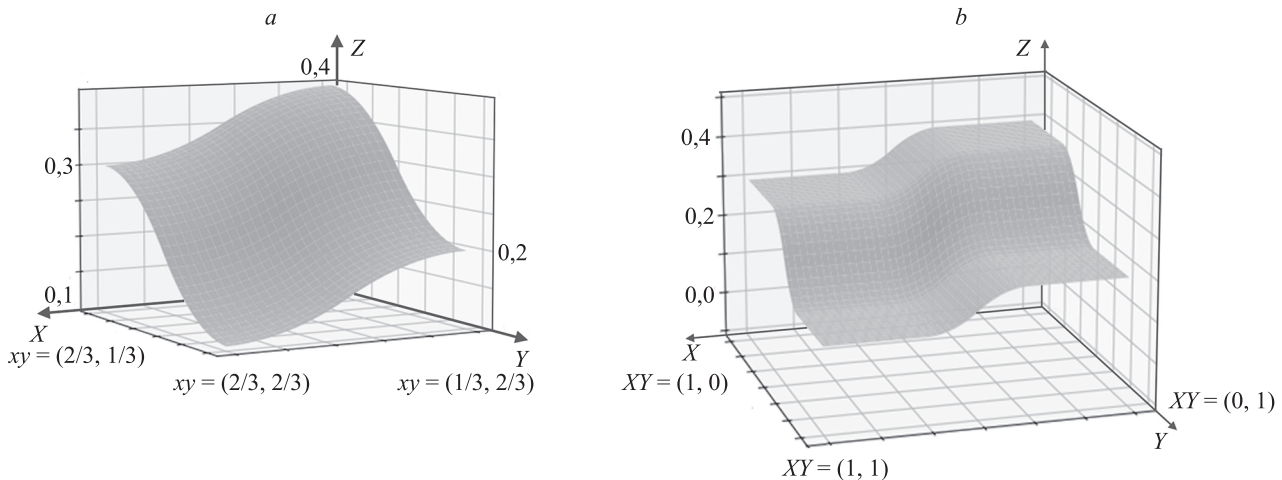 a
Z
0,4
0,3
0,2
0,1
X
Y
xy = (2/3, 1/3)
xy = (2/3, 2/3)
xy = (1/3, 2/3)
b
Z
0,4
0,2
0,0
X
XY = (1, 0)
XY = (0, 1)
Y
XY = (1, 1)